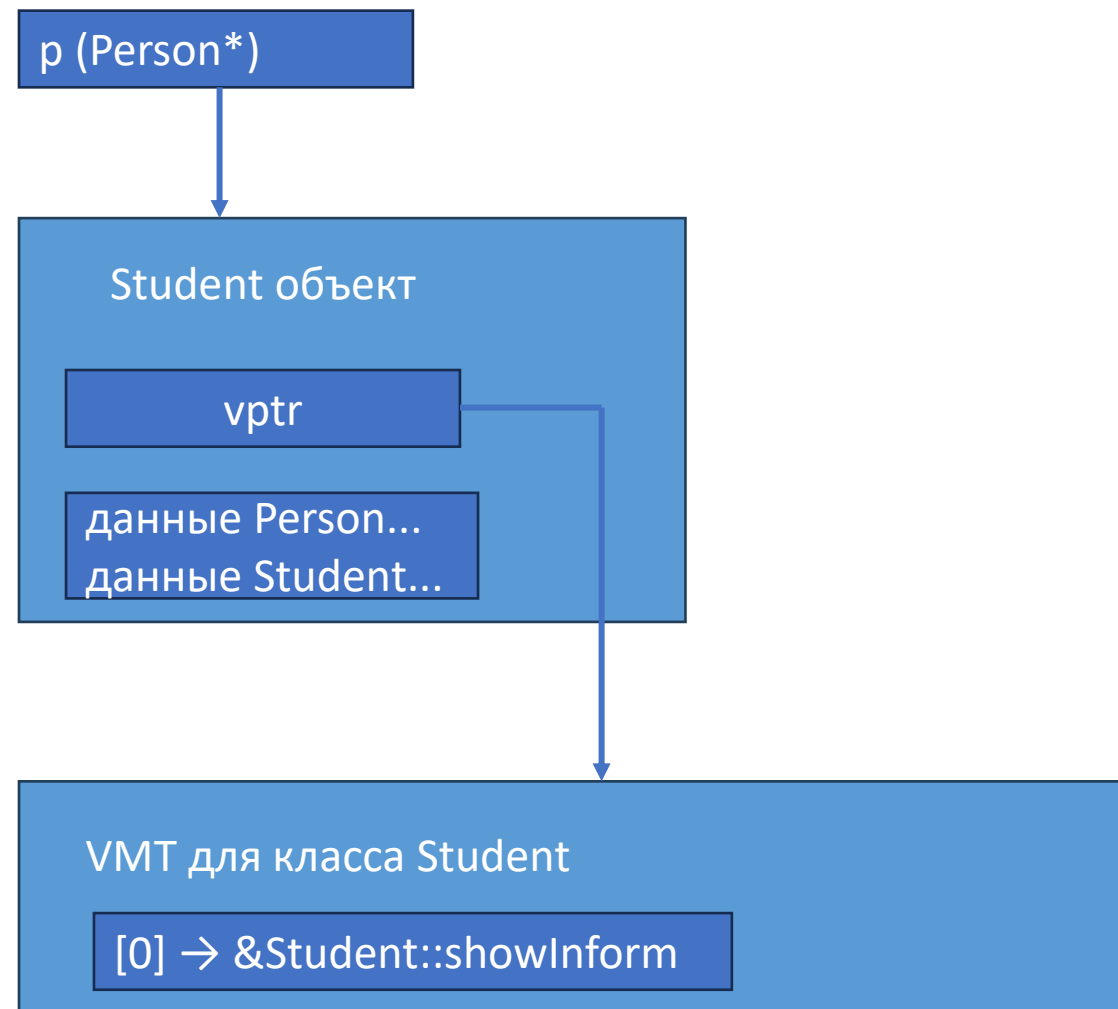 p (Person*)
Student объект
vptr
данные Person...
данные Student...
VMT для класса Student
[0] → &Student::showInform